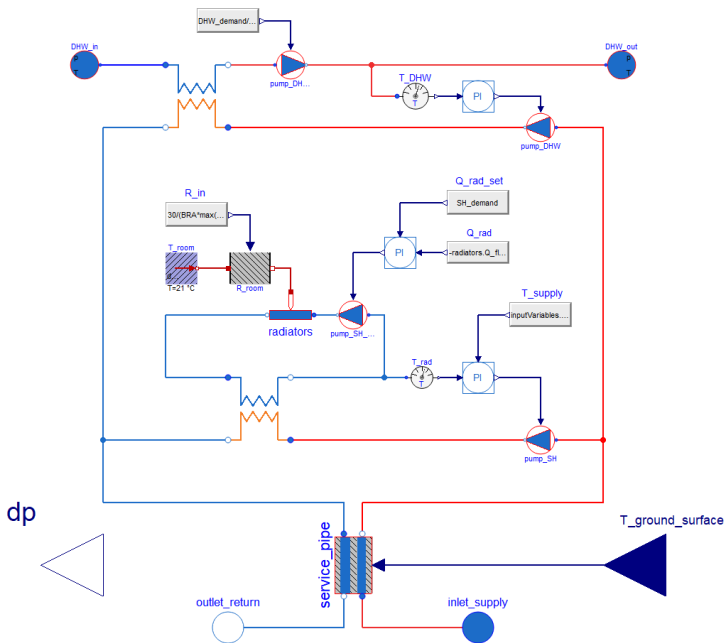 DHW_in
P
T
DHW_demand/...
pump_DH...
DHW_out
P
T
T_DHW
T
PI
pump_DHW
R_in
30/(BRA*max(...
T_room
T=21 °C
R_room
radiators
Q_rad_set
SH_demand
Q_rad
-radiators.Q_fl...
PI
pump_SH_...
T_supply
inputVariables....
T_rad
T
PI
pump_SH
dp
service_pipe
T_ground_surface
outlet_return
inlet_supply